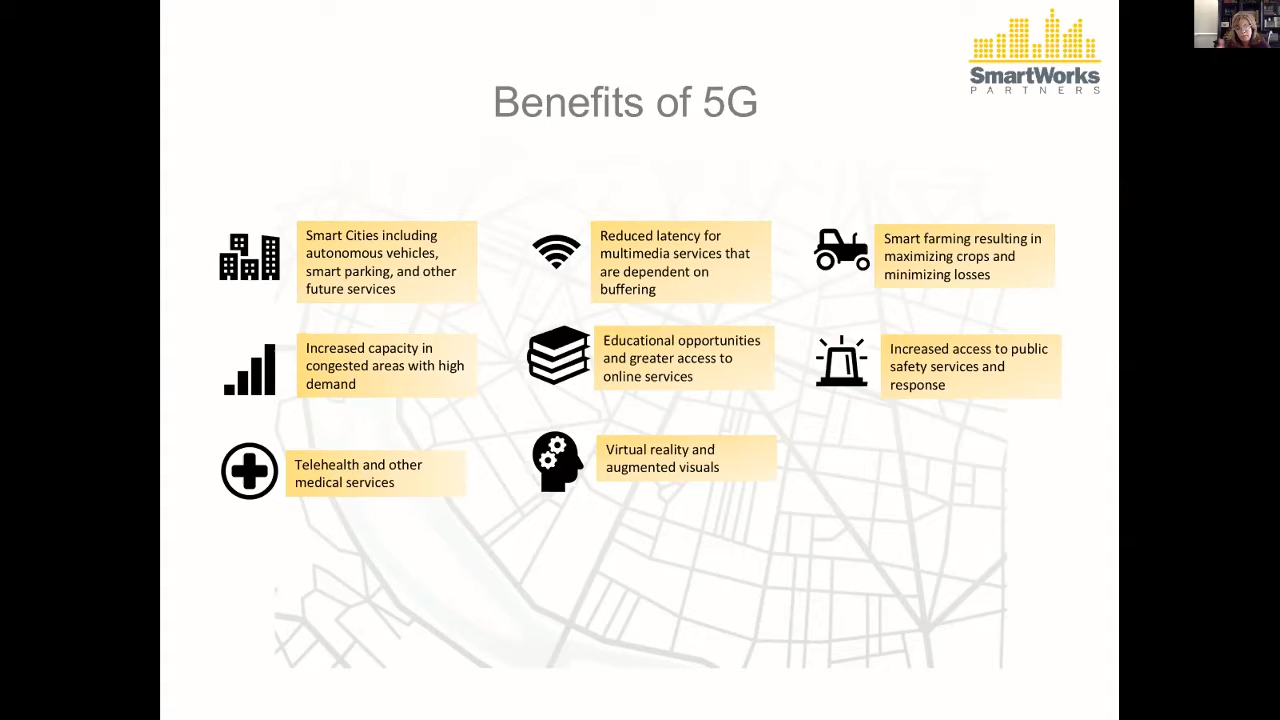 SmartWorks
PARTNERS
Benefits of 5G
Smart Cities including
autonomous vehicles,
smart parking, and other
future services
Reduced latency for
multimedia services that
are dependent on
buffering
Smart farming resulting in
maximizing crops and
minimizing losses
Increased capacity in
congested areas with high
demand
Educational opportunities
and greater access to
online services
Increased access to public
safety services and
response
Telehealth and other
medical services
Virtual reality and
augmented visuals